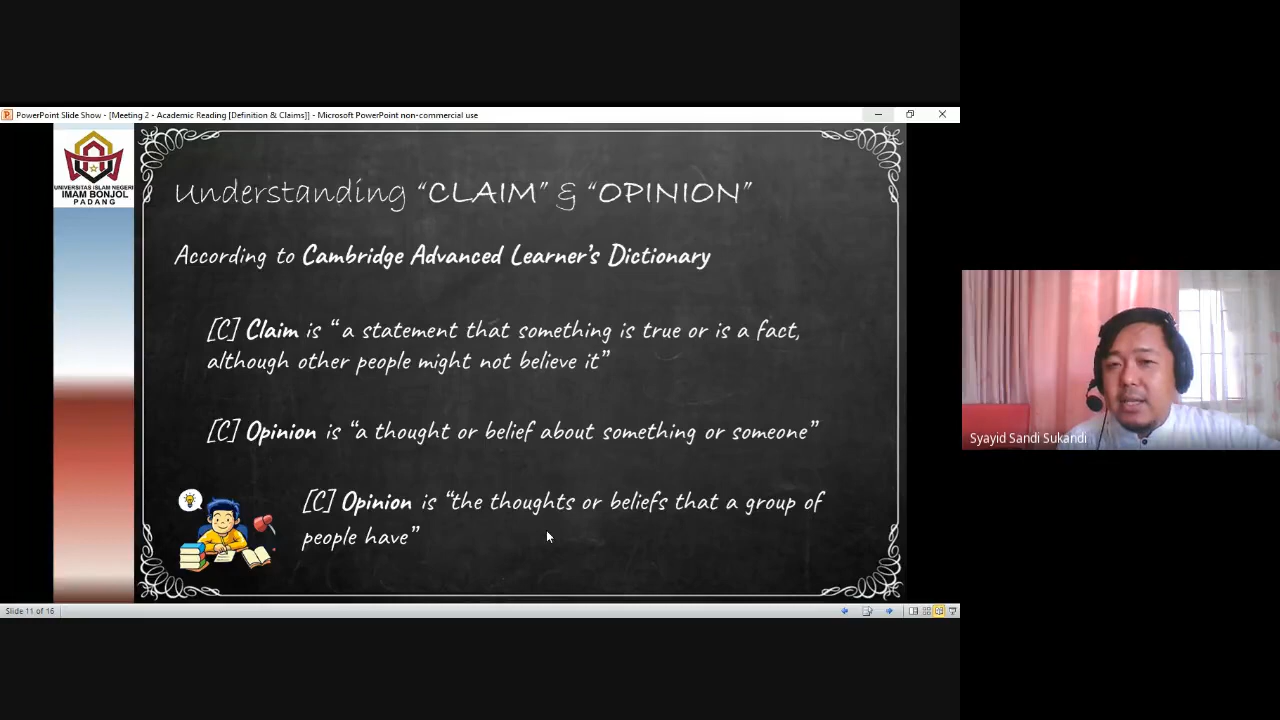 PowerPoint Slide Show - [Meeting 2 - Academic Reading [Definition & Claims]] - Microsoft PowerPoint non-commercial use
UNIVERSITAS ISLAM NEGERI
IMAM BONJOL
PADANG
Understanding “CLAIM” & “OPINION”
According to Cambridge Advanced Learner’s Dictionary
[C] Claim is “ a statement that something is true or is a fact,
although other people might not believe it”
[C] Opinion is “a thought or belief about something or someone”
[C] Opinion is “the thoughts or beliefs that a group of
people have”
Syayid Sandi Sukandi
Slide 11 of 16